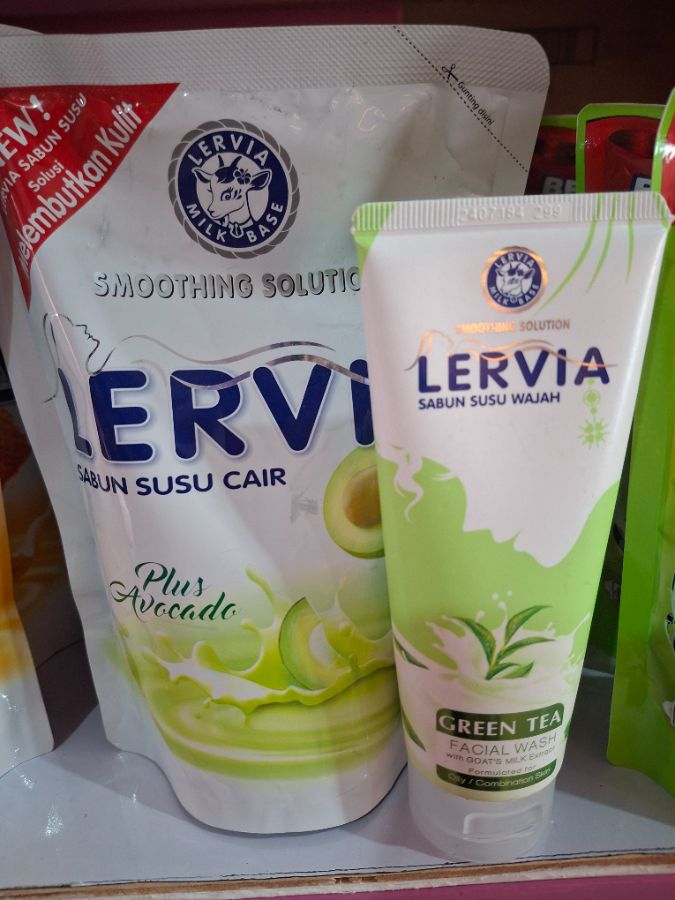 NEW!
LERVIA SABUN SUSU
Solusi
Melembutkan Kulit
Gunting disini
LERVIA
MILK BASE
SMOOTHING SOLUTIO
LERVI
SABUN SUSU CAIR
Plus
Avocado
2407184 299
LERVIA
MILK BASE
SMOOTHING SOLUTION
LERVIA
SABUN SUSU WAJAH
GREEN TEA
FACIAL WASH
with GOAT'S MILK Extract
Formulated for
Oily / Combination Skin